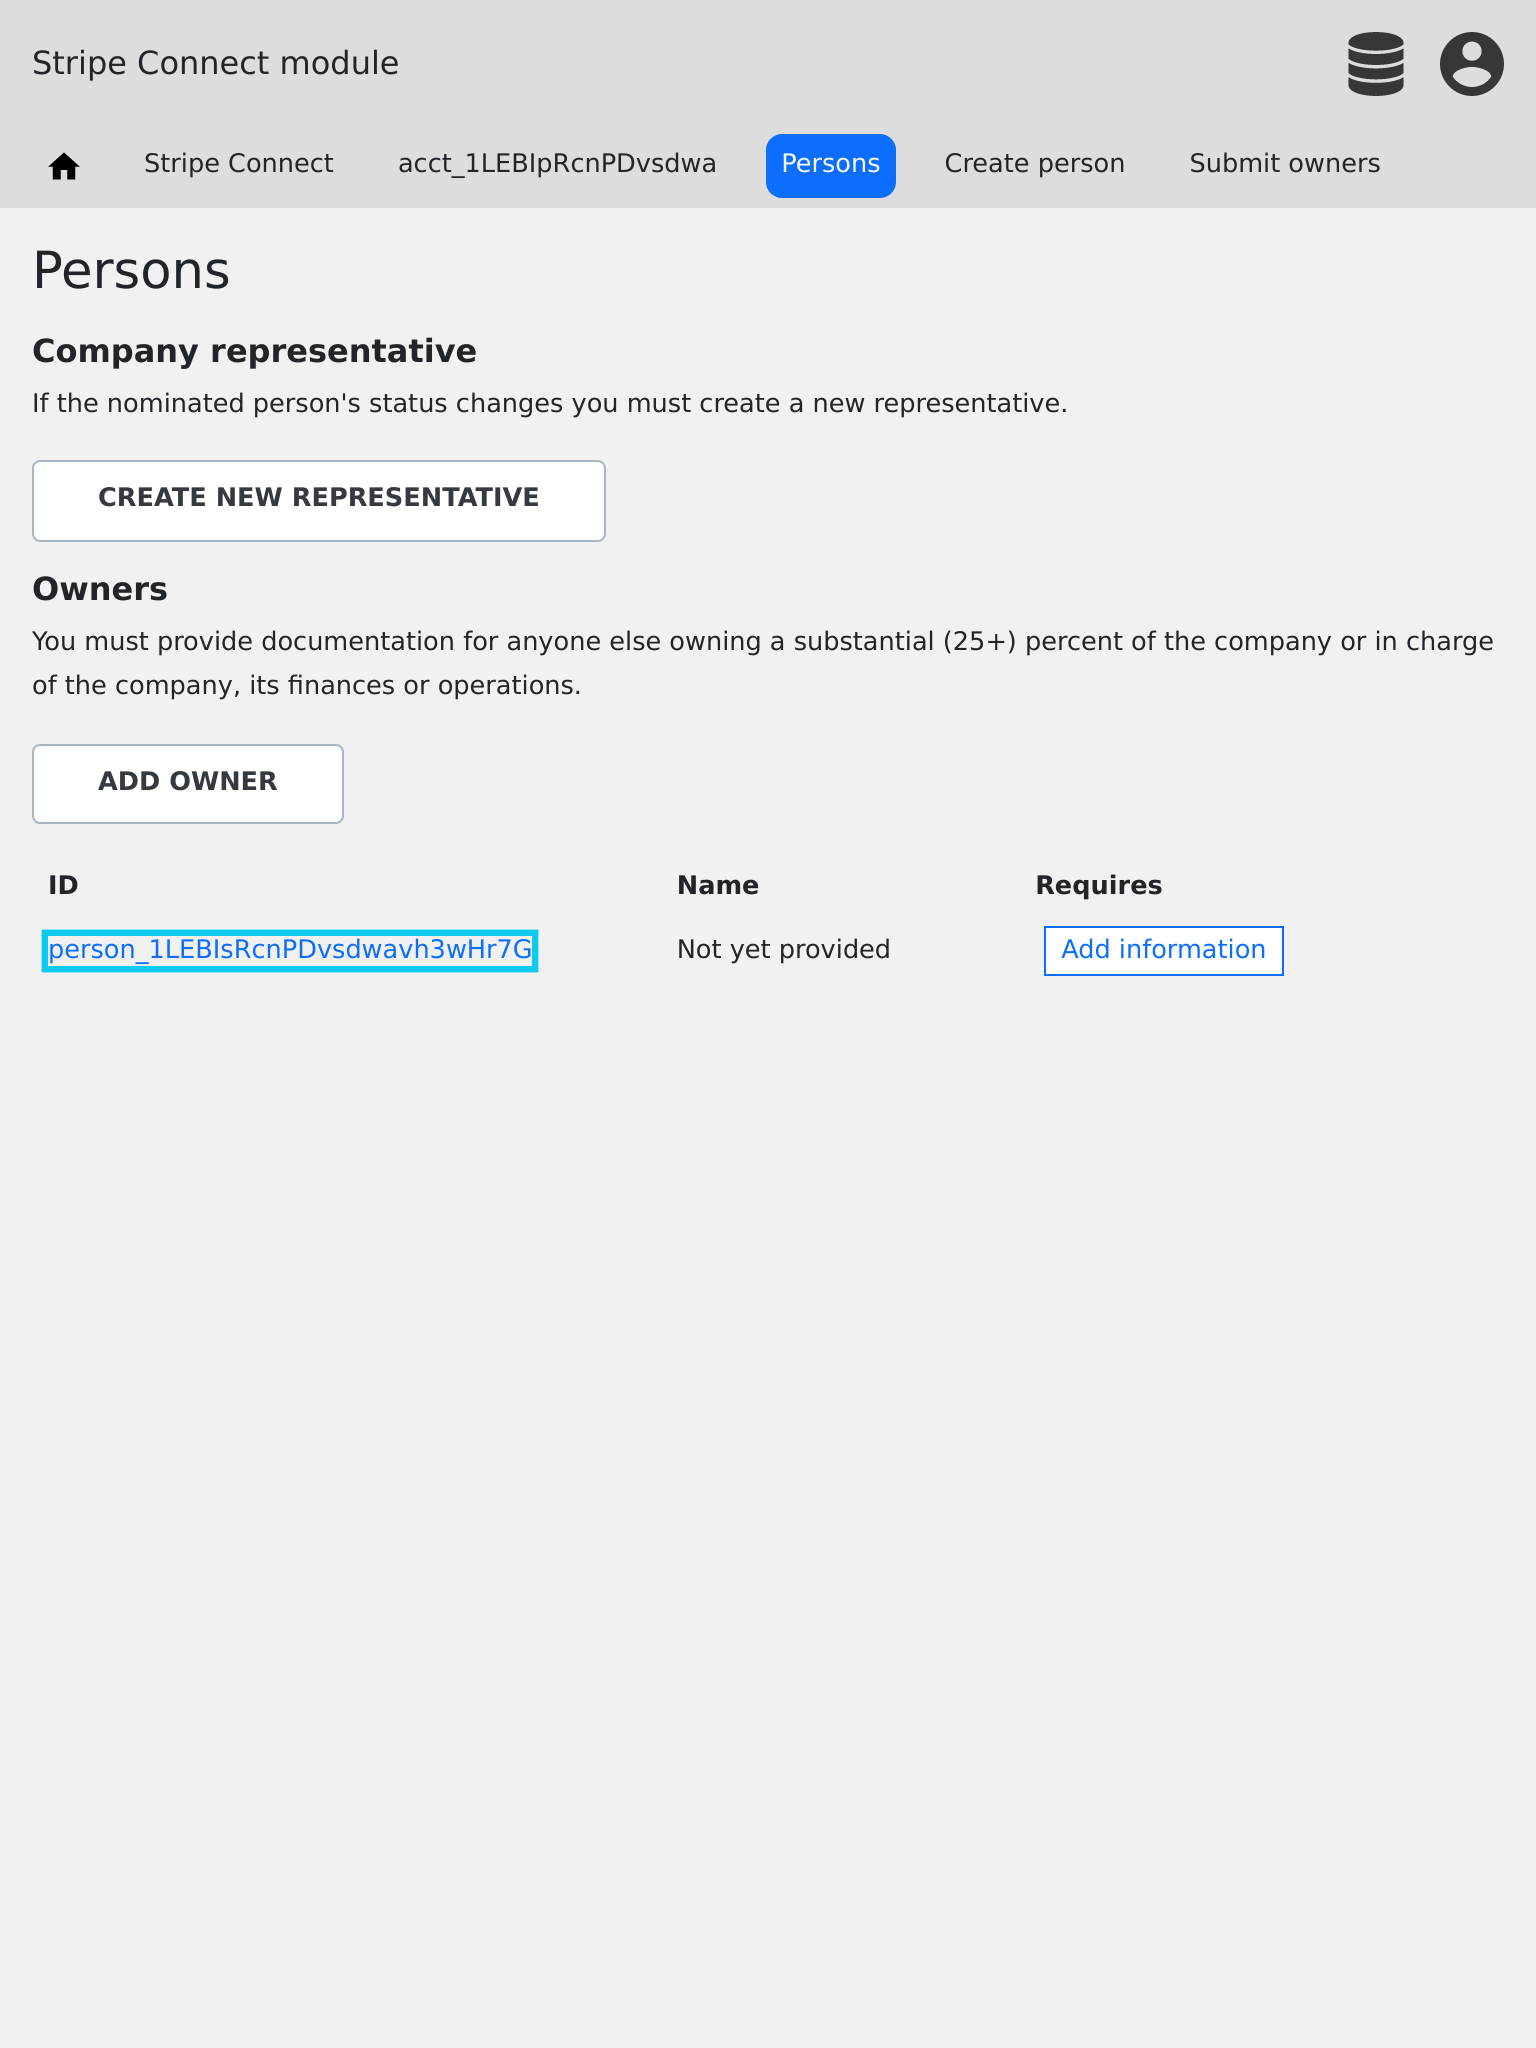 Stripe Connect module
Stripe Connect acct_1LEBIpRcnPDvsdwa Persons Create person Submit owners
Persons
Company representative
If the nominated person's status changes you must create a new representative.
CREATE NEW REPRESENTATIVE
Owners
You must provide documentation for anyone else owning a substantial (25+) percent of the company or in charge
of the company, its finances or operations.
ADD OWNER
ID Name Requires
person_1LEBIsRcnPDvsdwavh3wHr7G Not yet provided Add information